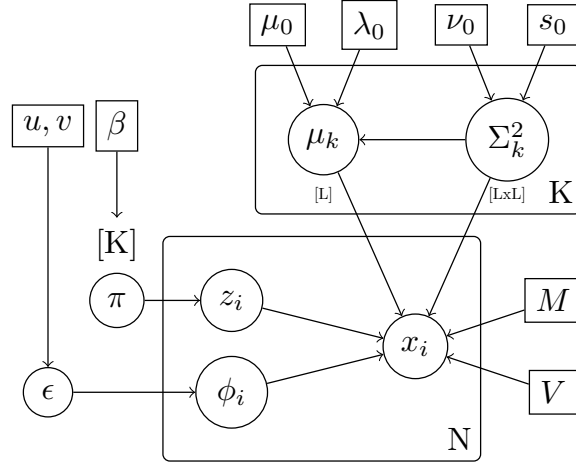 μ₀ λ₀ ν₀ s₀
u, v β μₖ Σ²ₖ
[L] [LxL] K
[K]
π zᵢ M
xᵢ
ϵ φᵢ V
N